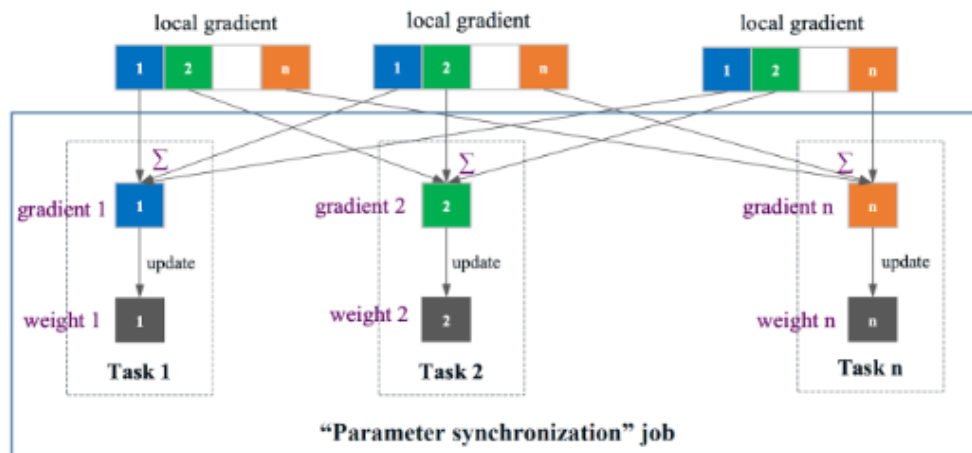 local gradient local gradient local gradient
1 2 n 1 2 n 1 2 n
Σ Σ Σ
gradient 1 1 gradient 2 2 gradient n n
update update update
weight 1 1 weight 2 2 weight n n
Task 1 Task 2 Task n
“Parameter synchronization” job